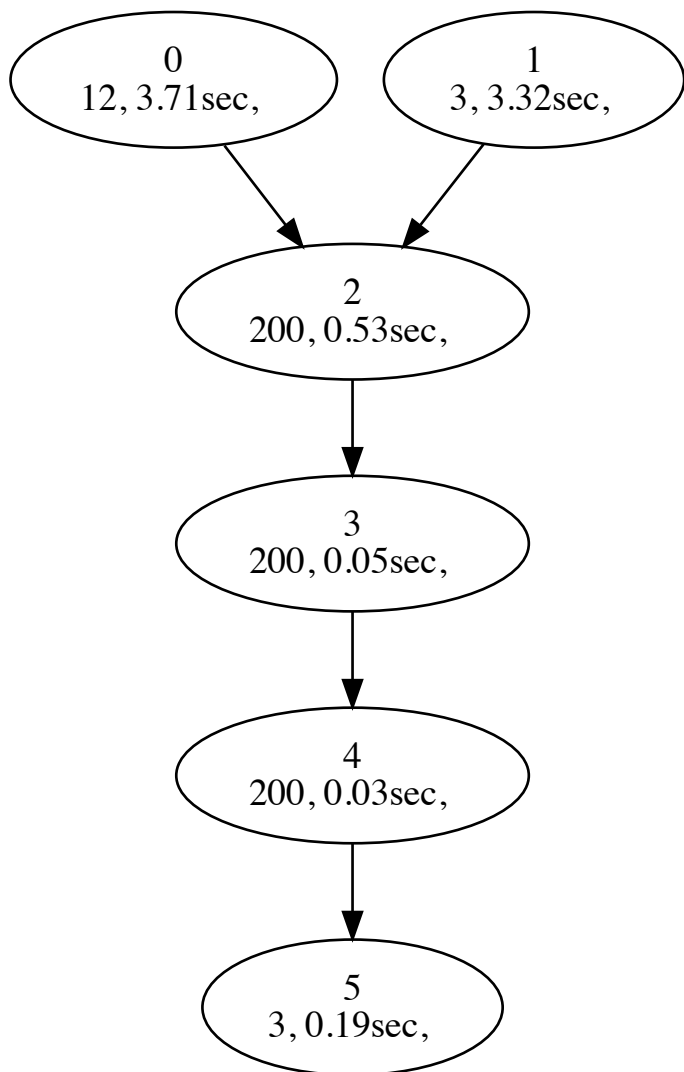 0
12, 3.71sec,
1
3, 3.32sec,
2
200, 0.53sec,
3
200, 0.05sec,
4
200, 0.03sec,
5
3, 0.19sec,